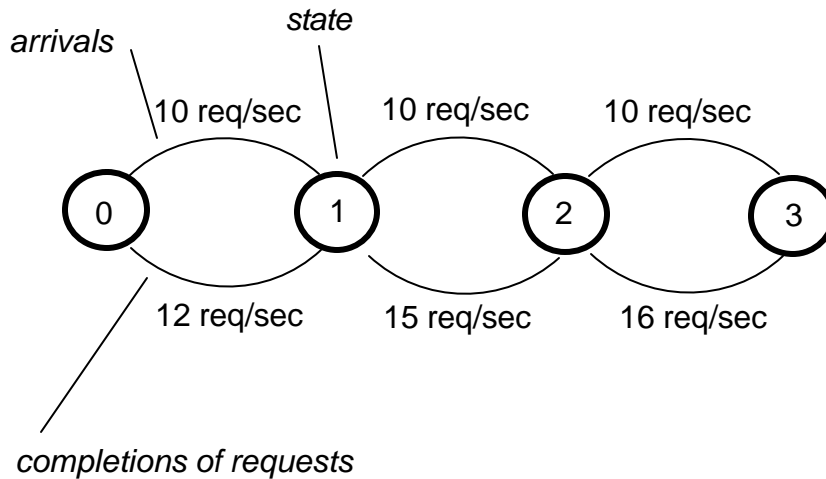 state
arrivals
10 req/sec 10 req/sec 10 req/sec
0 1 2 3
12 req/sec 15 req/sec 16 req/sec
completions of requests